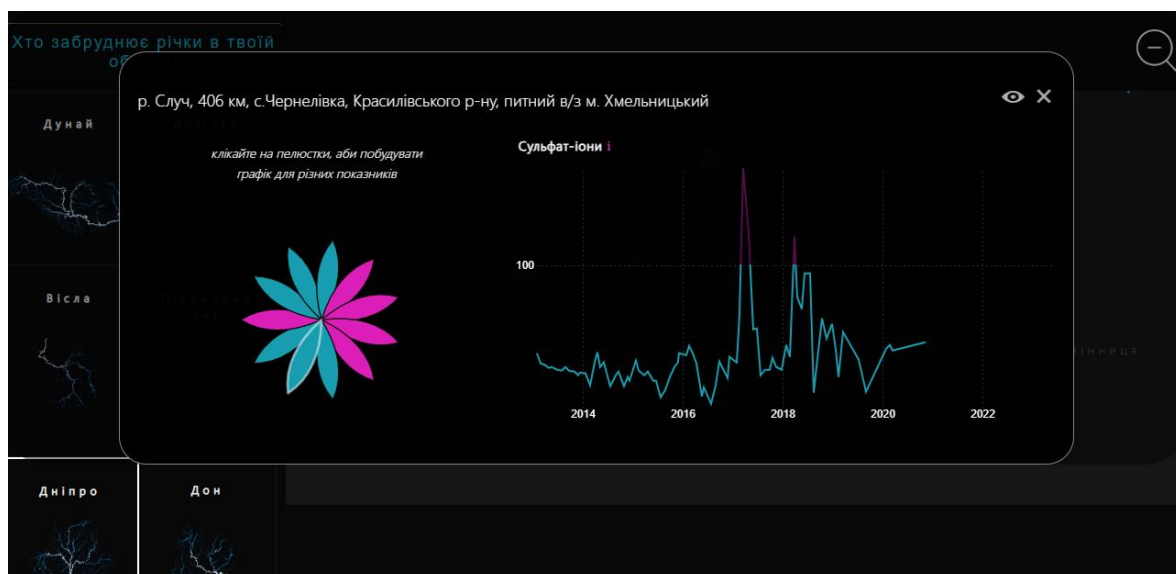 Хто забруднює річки в твоїй
р. Случ, 406 км, с.Чернелівка, Красилівського р-ну, питний в/з м. Хмельницький
Дунай
клікайте на пелюстки, аби побудувати
графік для різних показників
Сульфат-іони i
100
2014 2016 2018 2020 2022
Вісла
Дніпро
Дон